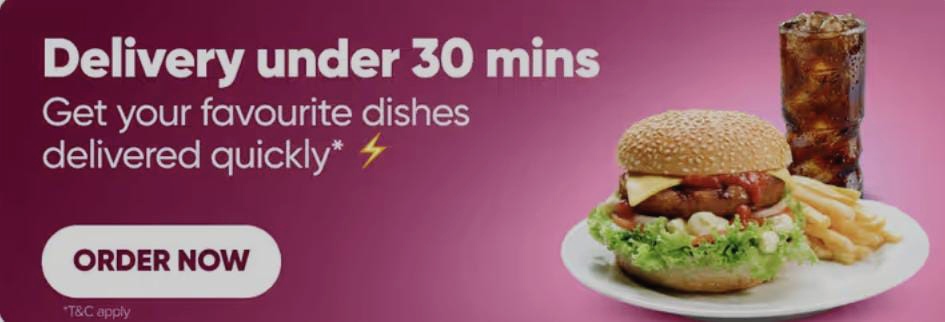 Delivery under 30 mins
Get your favourite dishes
delivered quickly* ⚡
ORDER NOW
*T&C apply